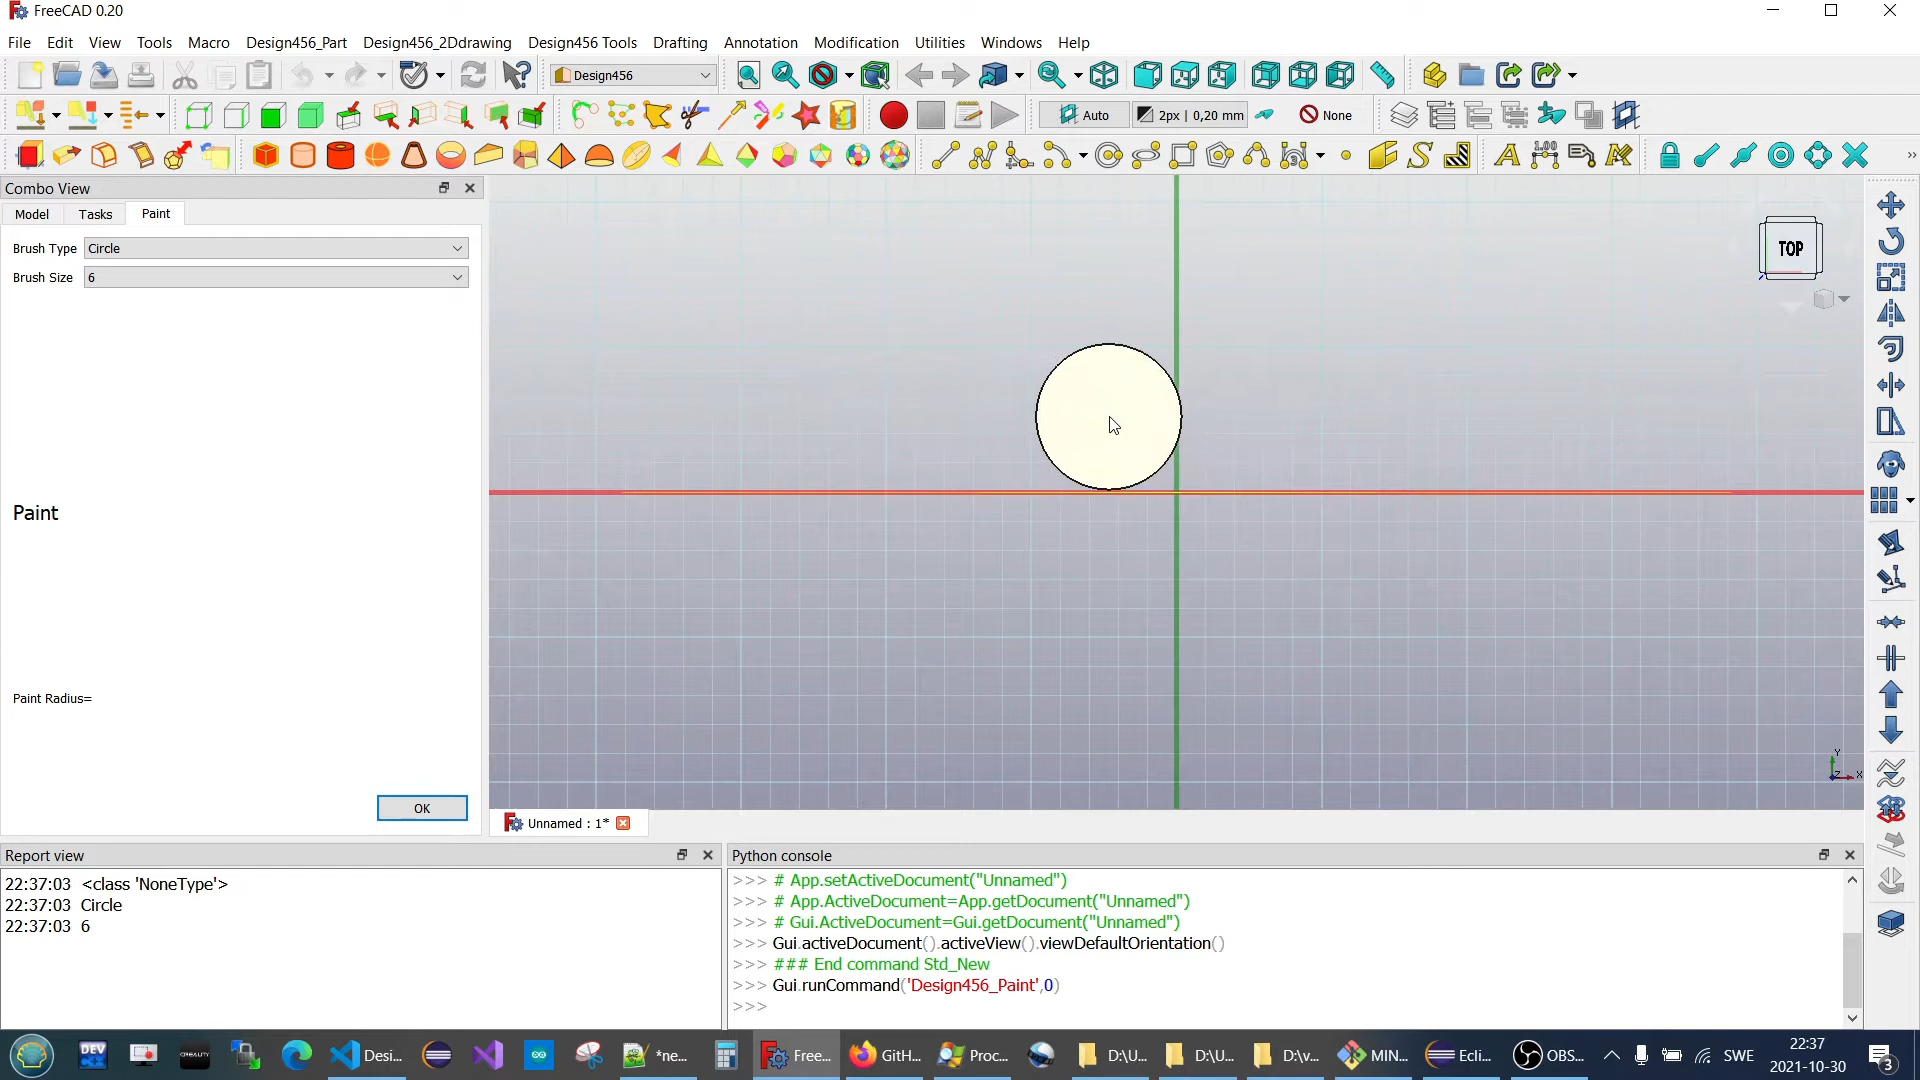 FreeCAD 0.20
File Edit View Tools Macro Design456_Part Design456_2Ddrawing Design456 Tools Drafting Annotation Modification Utilities Windows Help
Design456
Auto 2px | 0,20 mm None
1.00
Combo View
Model Tasks Paint
Brush Type Circle
Brush Size 6
TOP
Paint
Paint Radius=
OK
Y
Z X
Unnamed : 1*
Report view
22:37:03 <class 'NoneType'>
22:37:03 Circle
22:37:03 6
Python console
>>> # App.setActiveDocument("Unnamed")
>>> # App.ActiveDocument=App.getDocument("Unnamed")
>>> # Gui.ActiveDocument=Gui.getDocument("Unnamed")
>>> Gui.activeDocument().activeView().viewDefaultOrientation()
>>> ### End command Std_New
>>> Gui.runCommand('Design456_Paint',0)
>>>
DEV CREALITY Desi... *ne... Free... GitH... Proc... D:\U... D:\U... D:\v... MIN... Ecli... OBS... SWE
22:37
2021-10-30
3